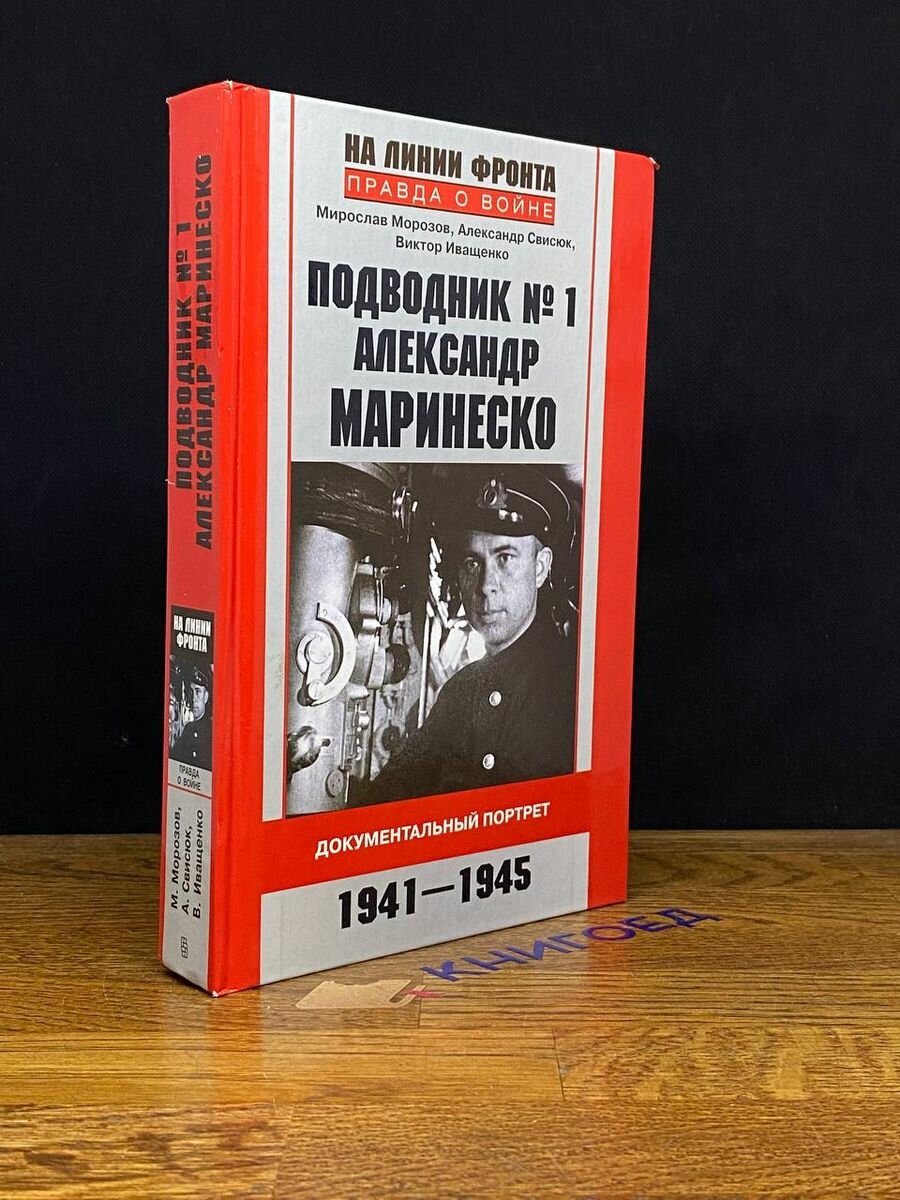 НА ЛИНИИ ФРОНТА
ПРАВДА О ВОЙНЕ
Мирослав Морозов, Александр Свисюк,
Виктор Иващенко
ПОДВОДНИК № 1
АЛЕКСАНДР
МАРИНЕСКО
ДОКУМЕНТАЛЬНЫЙ ПОРТРЕТ
1941—1945
ПОДВОДНИК № 1
АЛЕКСАНДР МАРИНЕСКО
НА ЛИНИИ
ФРОНТА
ПРАВДА
О ВОЙНЕ
М. Морозов,
А. Свисюк,
В. Иващенко
КНИГОЕД